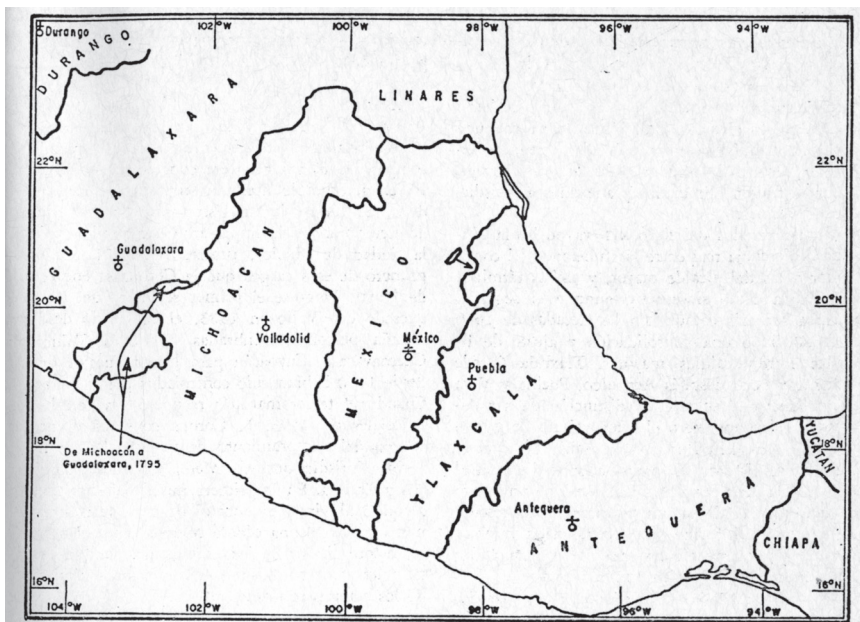 102°W
100°W
98°W
96°W
94°W
Durango
DURANGO
LINARES
22°N
22°N
GUADALAXARA
Guadalaxara
MICHOCAN
20°N
20°N
MEXICO
Valladolid
México
Puebla
TLAXCALA
18°N
18°N
YUCATAN
De Michoacán a
Guadalaxara, 1795
Antequera
ANTEQUERA
CHIAPA
16°N
16°N
104°W
102°W
100°W
98°W
96°W
94°W